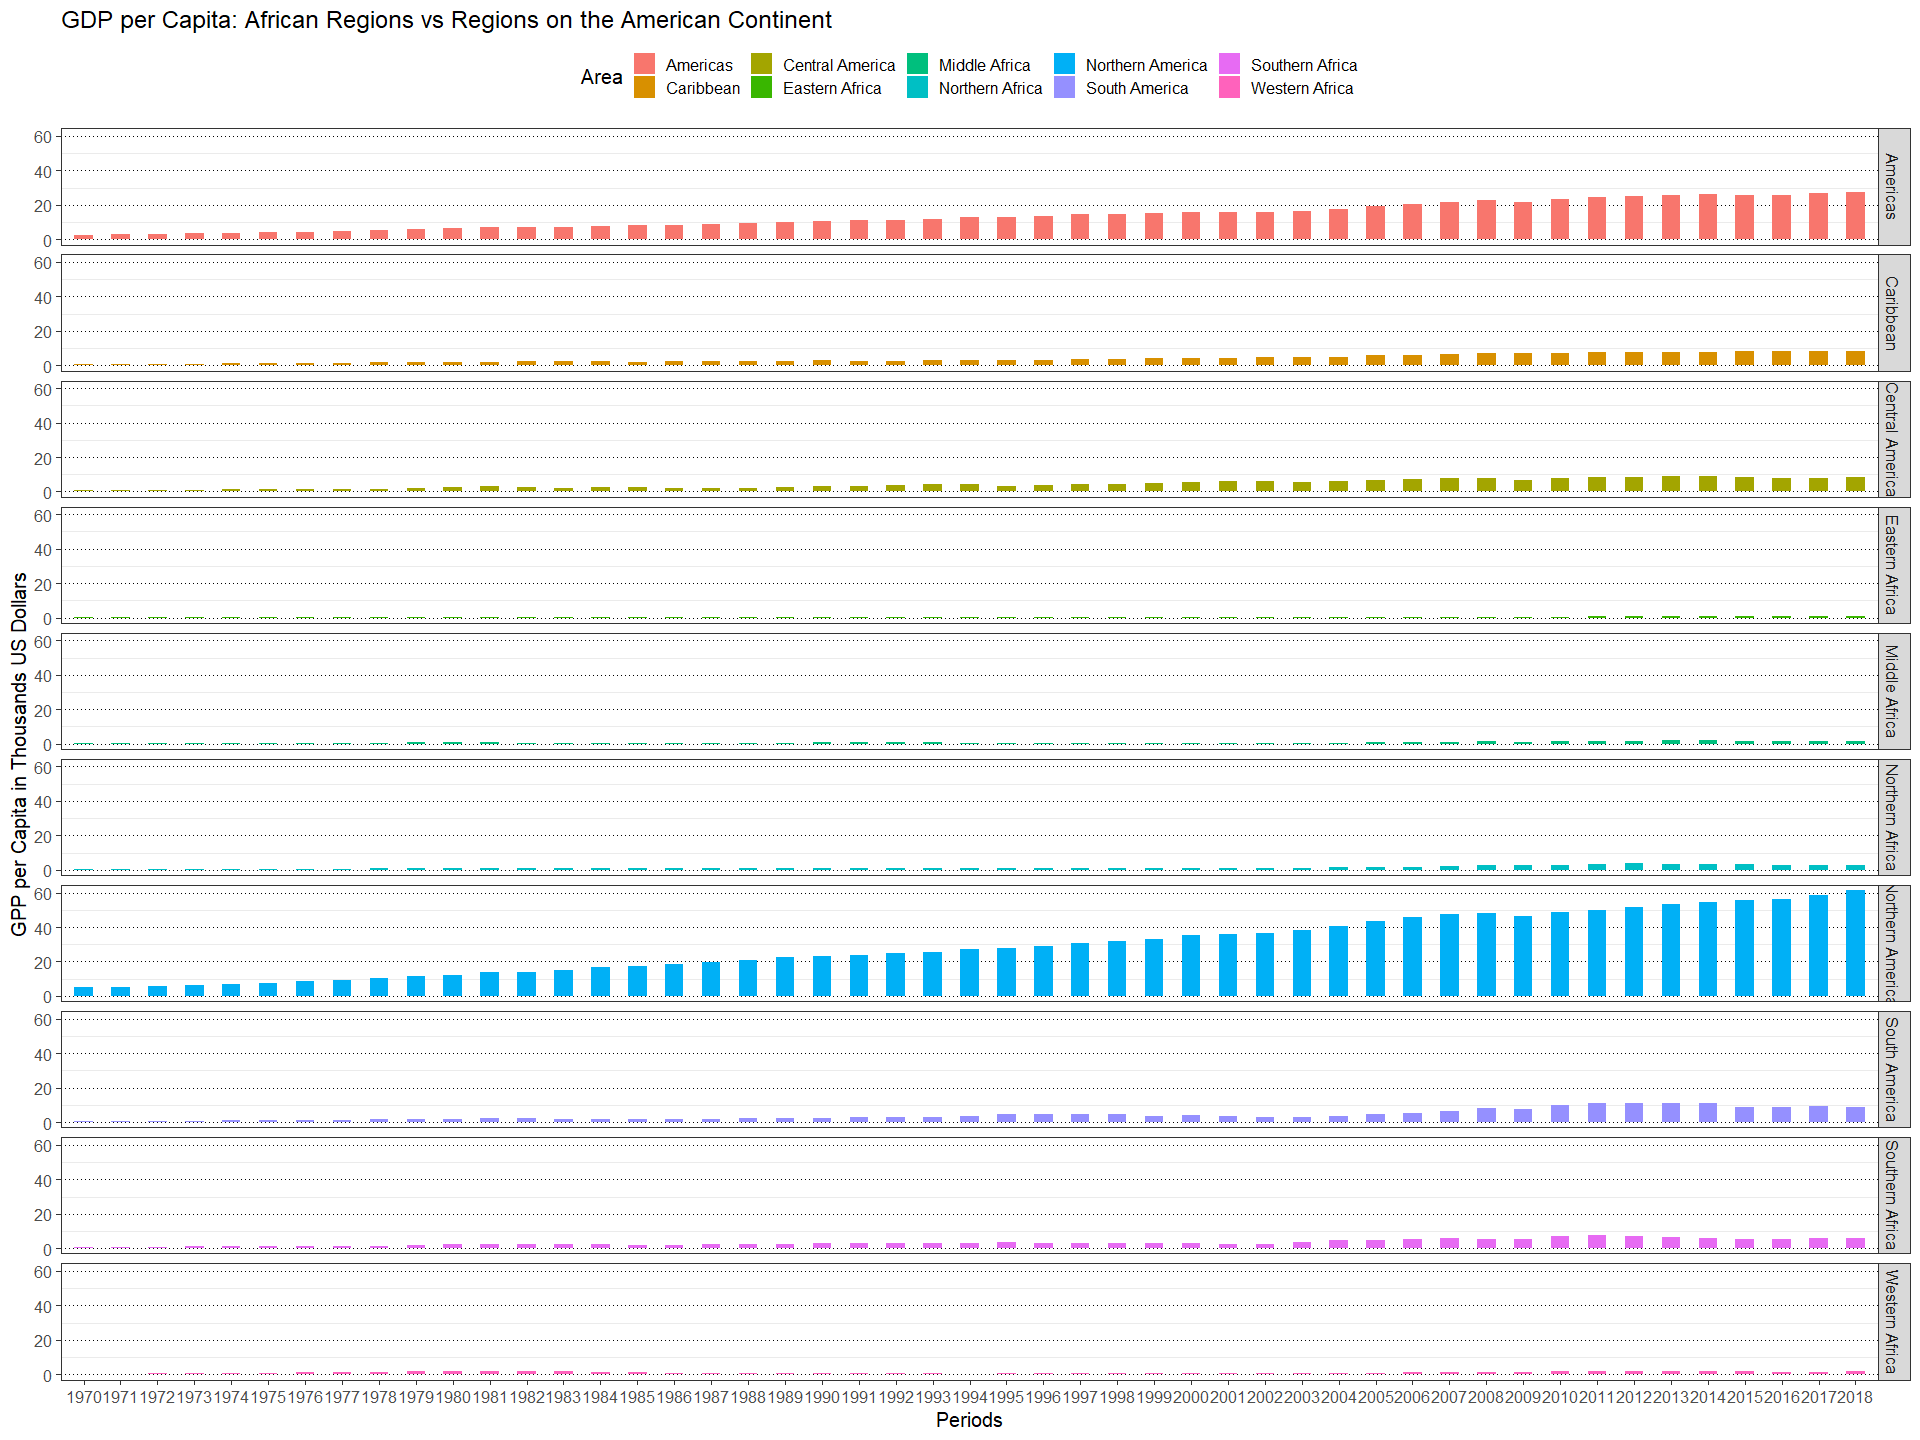 GDP per Capita: African Regions vs Regions on the American Continent
Area
Americas
Central America
Middle Africa
Northern America
Southern Africa
Caribbean
Eastern Africa
Northern Africa
South America
Western Africa
GPP per Capita in Thousands US Dollars
60
40
20
0
Americas
60
40
20
0
Caribbean
60
40
20
0
Central America
60
40
20
0
Eastern Africa
60
40
20
0
Middle Africa
60
40
20
0
Northern Africa
60
40
20
0
Northern America
60
40
20
0
South America
60
40
20
0
Southern Africa
60
40
20
0
Western Africa
1970 1971 1972 1973 1974 1975 1976 1977 1978 1979 1980 1981 1982 1983 1984 1985 1986 1987 1988 1989 1990 1991 1992 1993 1994 1995 1996 1997 1998 1999 2000 2001 2002 2003 2004 2005 2006 2007 2008 2009 2010 2011 2012 2013 2014 2015 2016 2017 2018
Periods